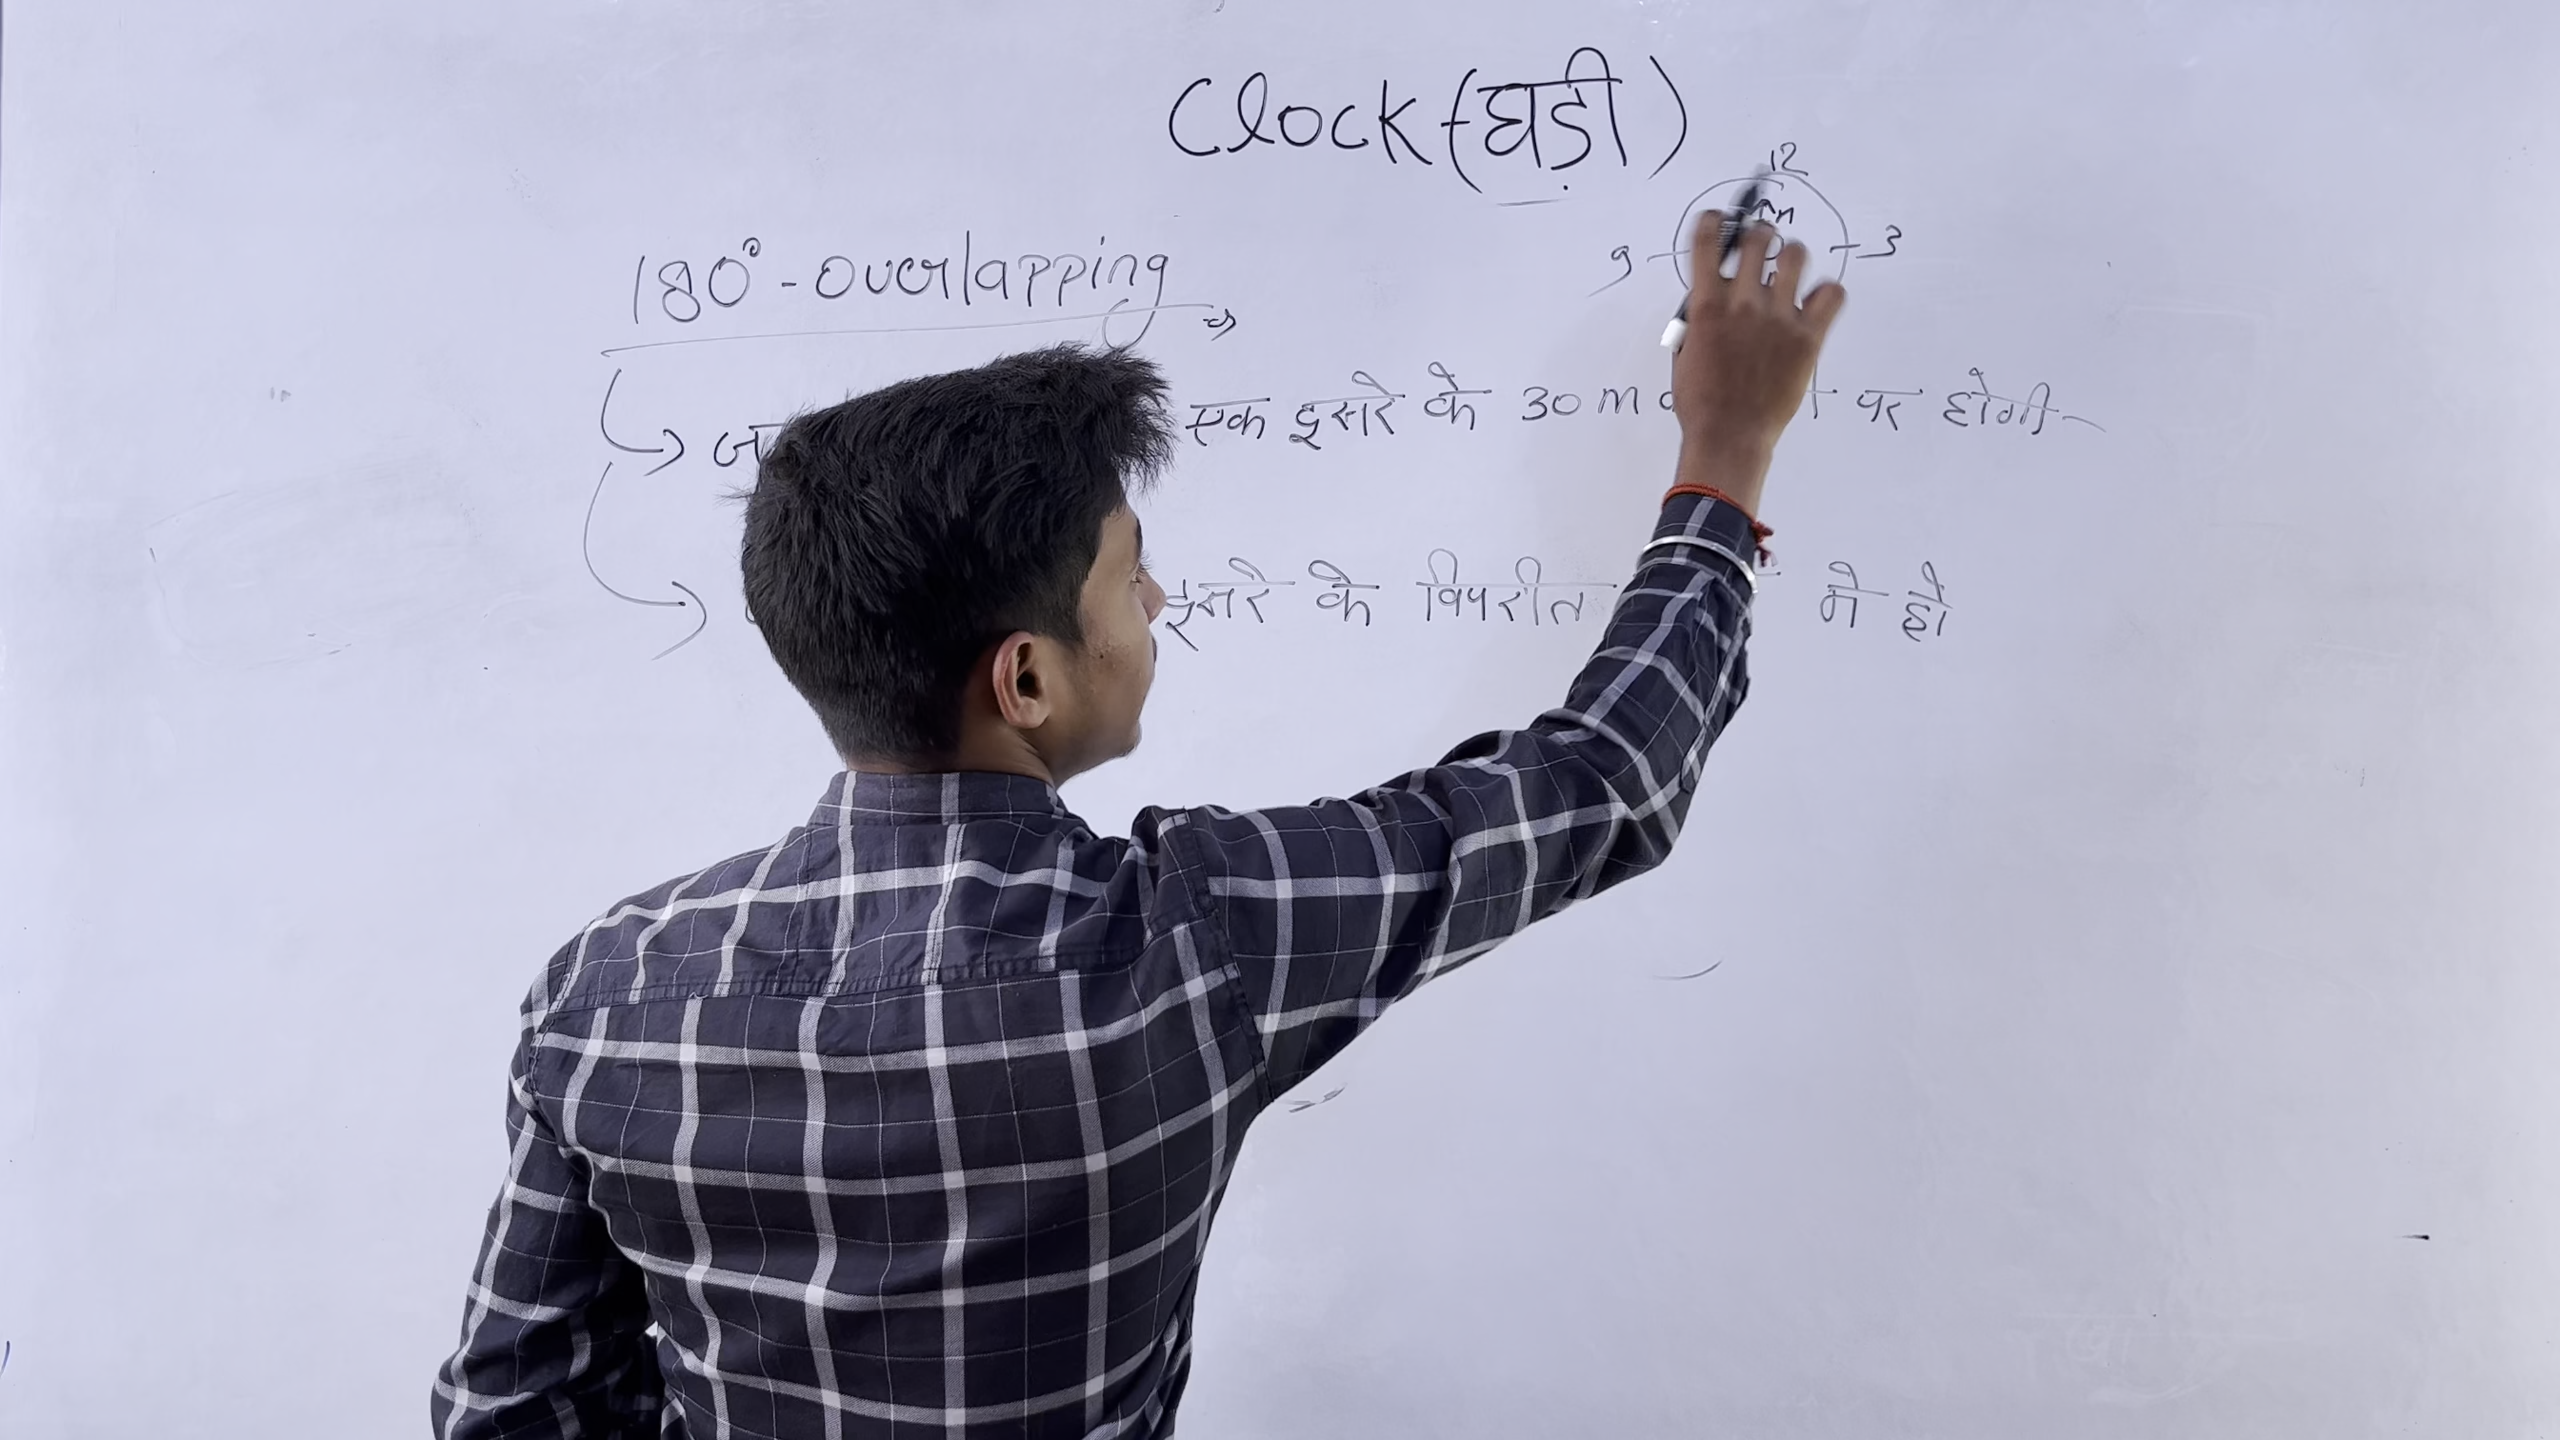 Clock (घड़ी)
12
9 3
180° - overlapping
एक दूसरे के 30 m पर होगी
दूसरे के विपरीत मे हो